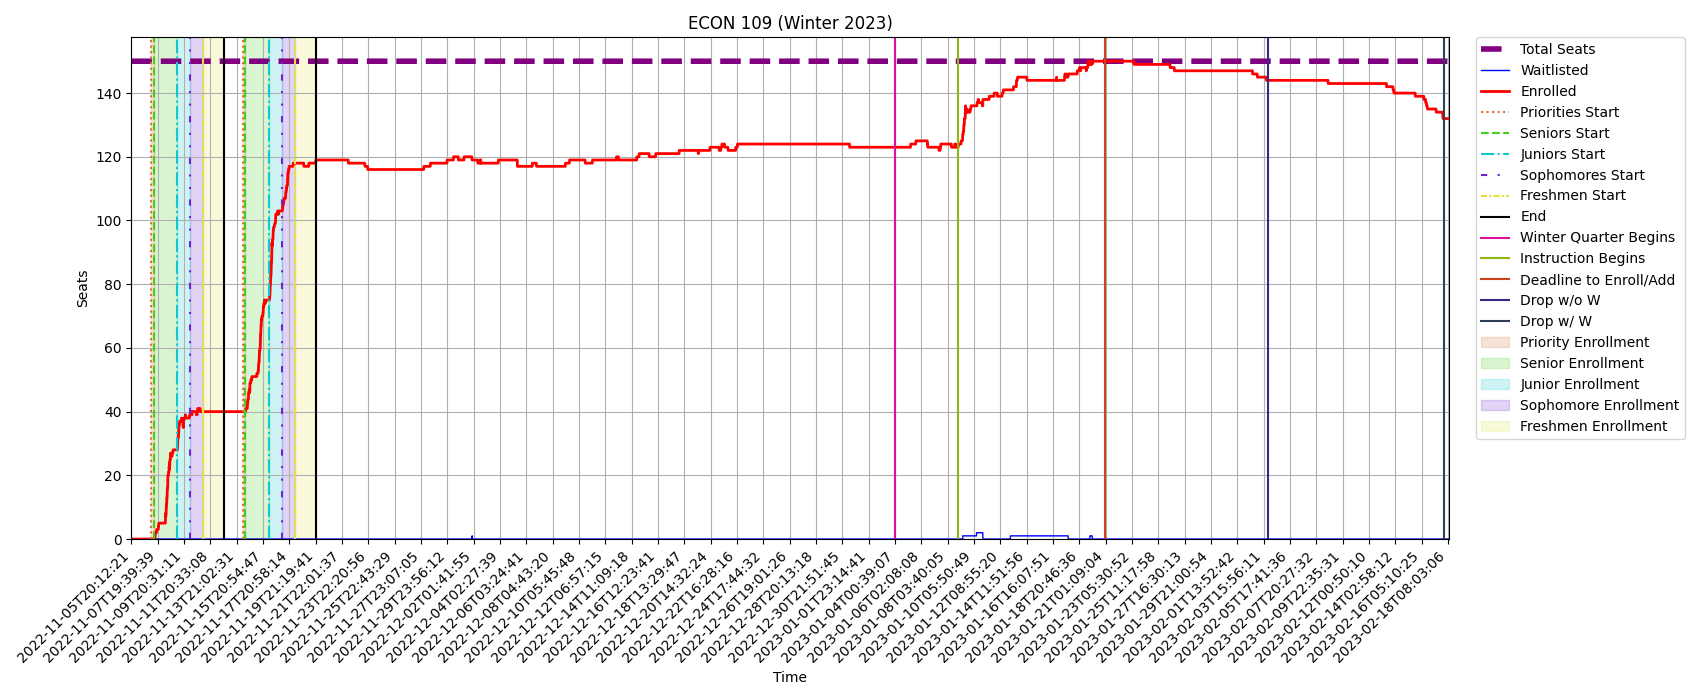 ECON 109 (Winter 2023)
Seats
140
120
100
80
60
40
20
0
2022-11-05T20:12:21
2022-11-07T19:39:39
2022-11-09T20:31:11
2022-11-11T20:33:08
2022-11-13T21:02:31
2022-11-15T20:54:47
2022-11-17T20:58:14
2022-11-19T21:19:41
2022-11-21T22:01:37
2022-11-23T22:20:56
2022-11-25T22:43:29
2022-11-27T23:07:05
2022-11-29T23:56:12
2022-12-02T01:41:55
2022-12-04T02:27:39
2022-12-06T03:24:41
2022-12-08T04:43:20
2022-12-10T05:45:48
2022-12-12T06:57:15
2022-12-14T11:09:18
2022-12-16T12:23:41
2022-12-18T13:29:47
2022-12-20T14:32:24
2022-12-22T16:28:16
2022-12-24T17:44:32
2022-12-26T19:01:26
2022-12-28T20:13:18
2022-12-30T21:51:45
2023-01-01T23:14:41
2023-01-04T00:39:07
2023-01-06T02:08:08
2023-01-08T03:40:05
2023-01-10T05:50:49
2023-01-12T08:55:20
2023-01-14T11:51:56
2023-01-16T16:07:51
2023-01-18T20:46:36
2023-01-21T01:09:04
2023-01-23T05:30:52
2023-01-25T11:17:58
2023-01-27T16:30:13
2023-01-29T21:00:54
2023-02-01T13:52:42
2023-02-03T15:56:11
2023-02-05T17:41:36
2023-02-07T20:27:32
2023-02-09T22:35:31
2023-02-12T00:50:10
2023-02-14T02:58:12
2023-02-16T05:10:25
2023-02-18T08:03:06
Time
Total Seats
Waitlisted
Enrolled
Priorities Start
Seniors Start
Juniors Start
Sophomores Start
Freshmen Start
End
Winter Quarter Begins
Instruction Begins
Deadline to Enroll/Add
Drop w/o W
Drop w/ W
Priority Enrollment
Senior Enrollment
Junior Enrollment
Sophomore Enrollment
Freshmen Enrollment